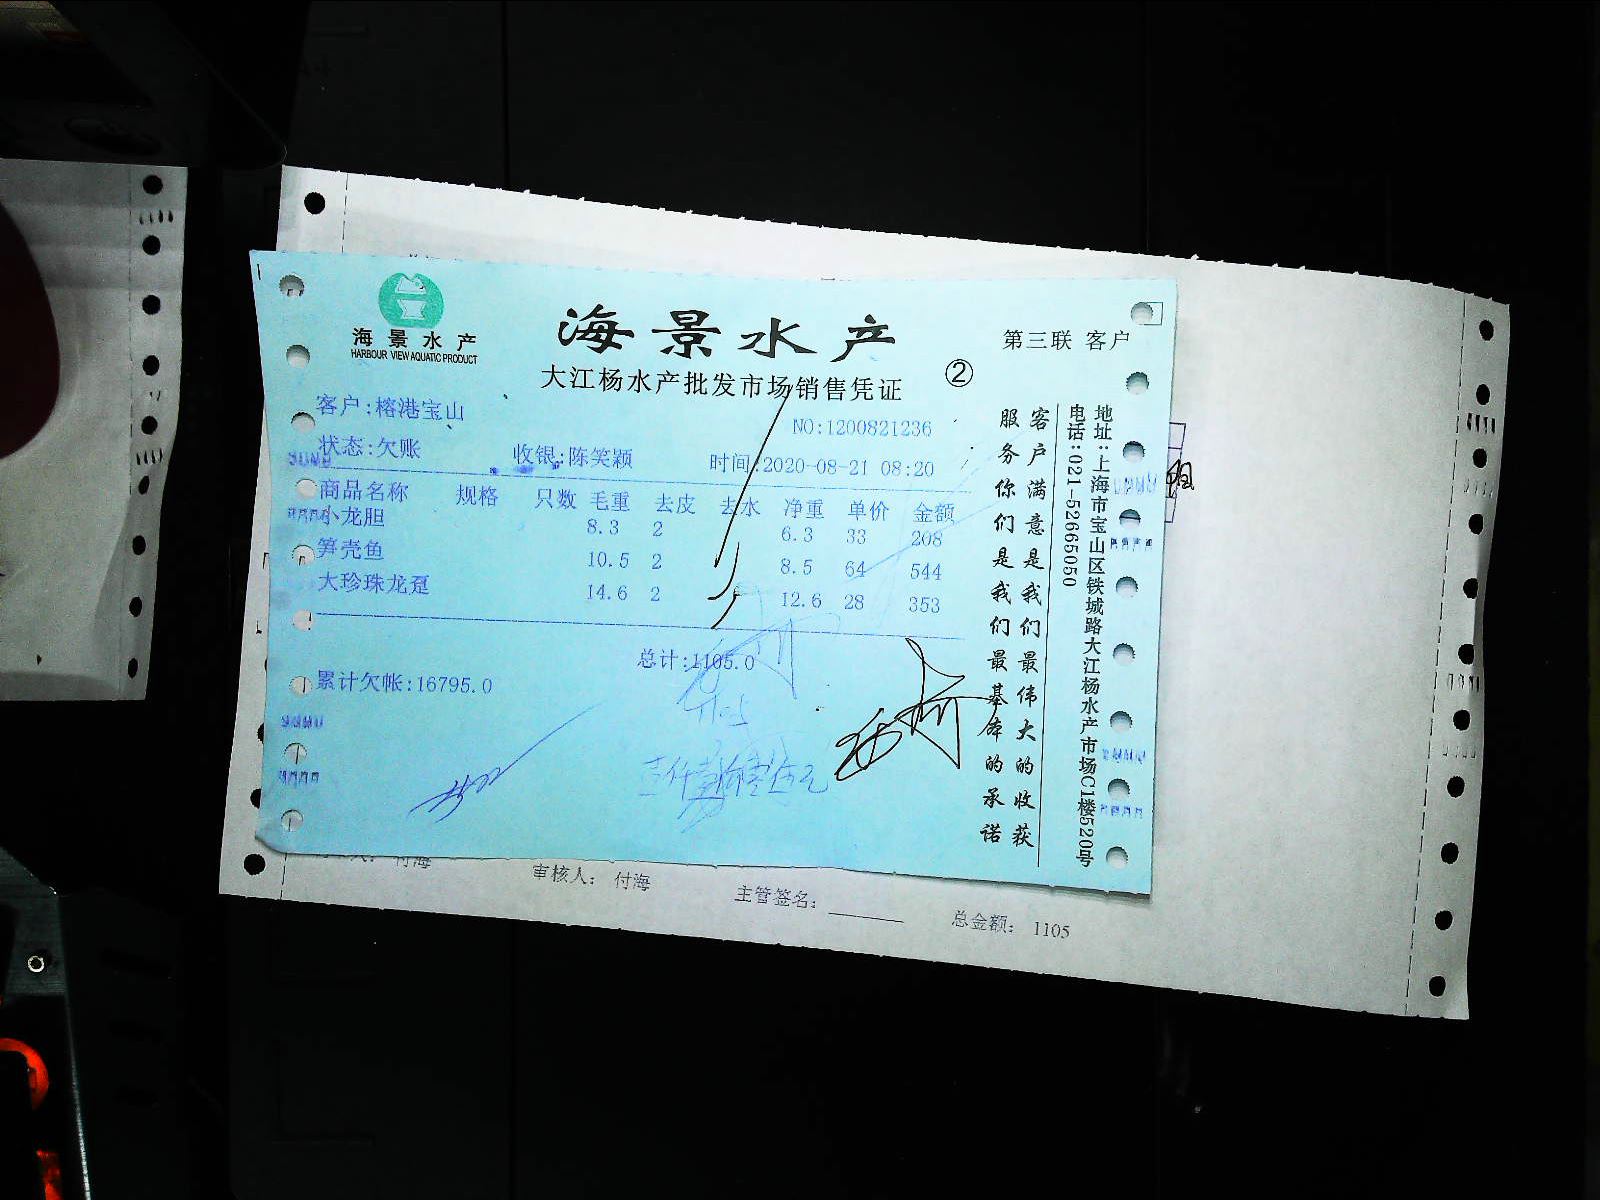 海景水产
HARBOUR VIEW AQUATIC PRODUCT
海景水产
第三联 客户
大江杨水产批发市场销售凭证
②
客户:榕港宝山
NO:1200821236
状态:欠账 收银:陈笑颖 时间:2020-08-21 08:20
商品名称 规格 只数 毛重 去皮 去水 净重 单价 金额
小龙胆 8.3 2 6.3 33 208
笋壳鱼 10.5 2 8.5 64 544
大珍珠龙趸 14.6 2 12.6 28 353
总计:1105.0
累计欠帐:16795.0
1105
客户满意是我们最伟大的收获
服务你们是我们最基本的承诺
地址:上海市宝山区铁城路大江杨水产市场C1楼520号
电话:021-52665050
付海
审核人: 付海
主管签名:
总金额: 1105